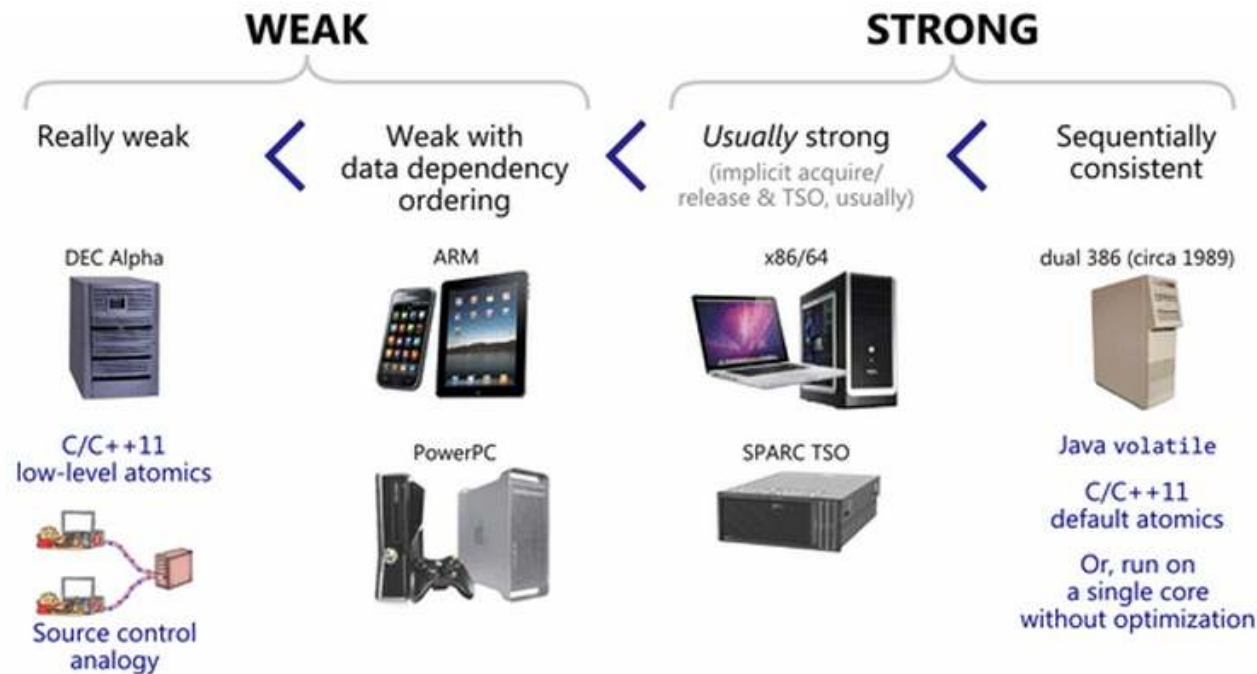 WEAK
STRONG
Really weak
<
Weak with
data dependency
ordering
<
Usually strong
(implicit acquire/
release & TSO, usually)
<
Sequentially
consistent
DEC Alpha
ARM
x86/64
dual 386 (circa 1989)
C/C++11
low-level atomics
PowerPC
SPARC TSO
Java volatile
C/C++11
default atomics
Or, run on
a single core
without optimization
Source control
analogy